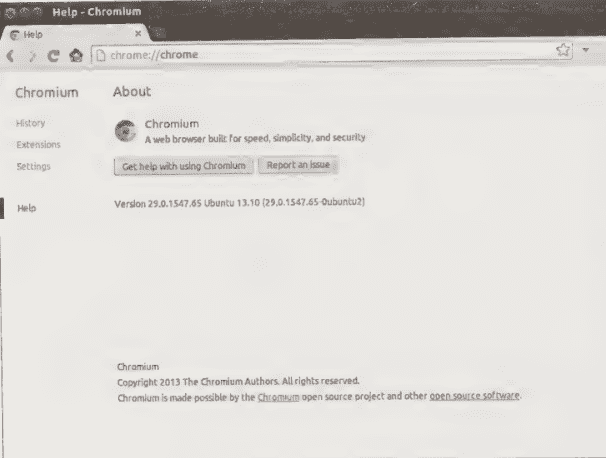 Help - Chromium
Help
chrome://chrome
Chromium
About
History
Extensions
Settings
Help
Chromium
A web browser built for speed, simplicity, and security
Get help with using Chromium
Report an issue
Version 29.0.1547.65 Ubuntu 13.10 (29.0.1547.65-0ubuntu2)
Chromium
Copyright 2013 The Chromium Authors. All rights reserved.
Chromium is made possible by the Chromium open source project and other open source software.